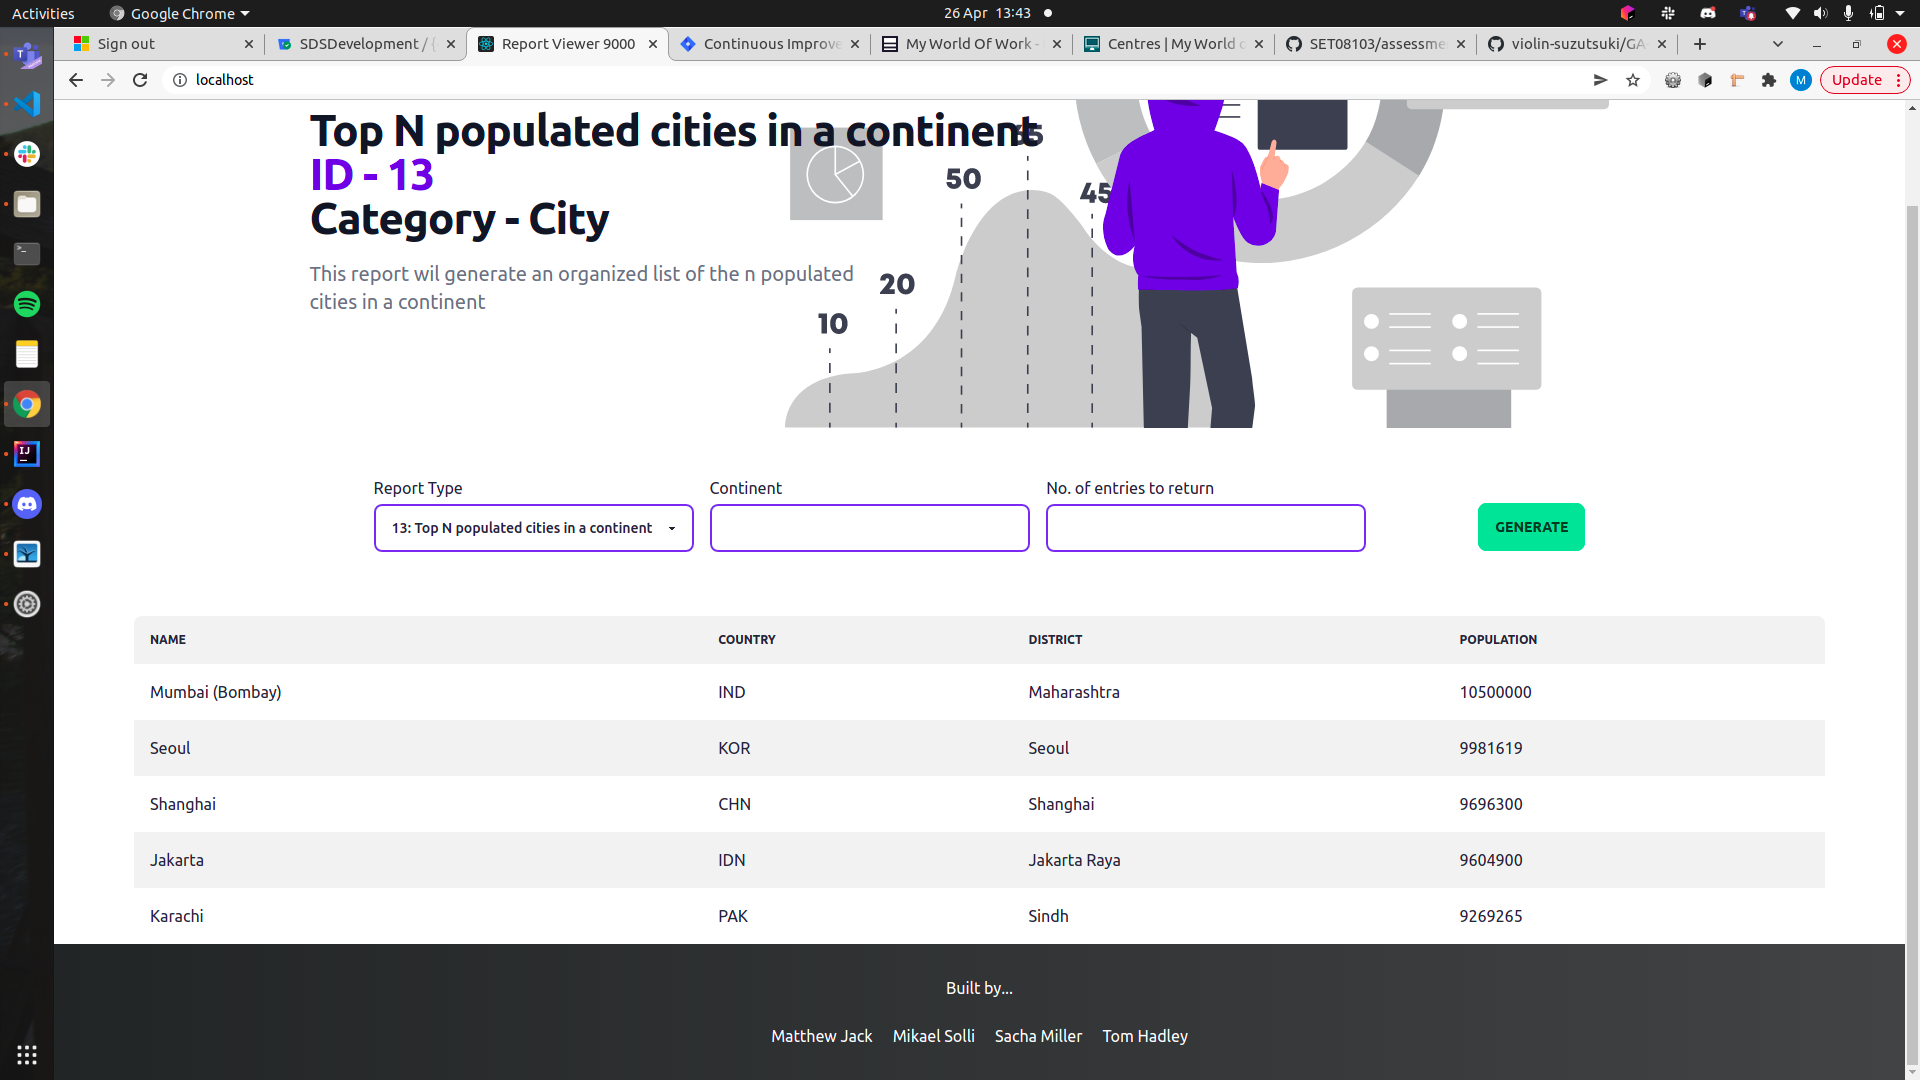 Activities
Google Chrome
26 Apr 13:43
Sign out
SDSDevelopment / (
Report Viewer 9000
Continuous Improve
My World Of Work -
Centres | My World o
SET08103/assessme
violin-suzutsuki/GA
localhost
M
Update
Top N populated cities in a continent
ID - 13
Category - City
This report wil generate an organized list of the n populated
cities in a continent
10
20
50
45
Report Type
Continent
No. of entries to return
13: Top N populated cities in a continent
GENERATE
NAME COUNTRY DISTRICT POPULATION
Mumbai (Bombay) IND Maharashtra 10500000
Seoul KOR Seoul 9981619
Shanghai CHN Shanghai 9696300
Jakarta IDN Jakarta Raya 9604900
Karachi PAK Sindh 9269265
Built by...
Matthew Jack Mikael Solli Sacha Miller Tom Hadley